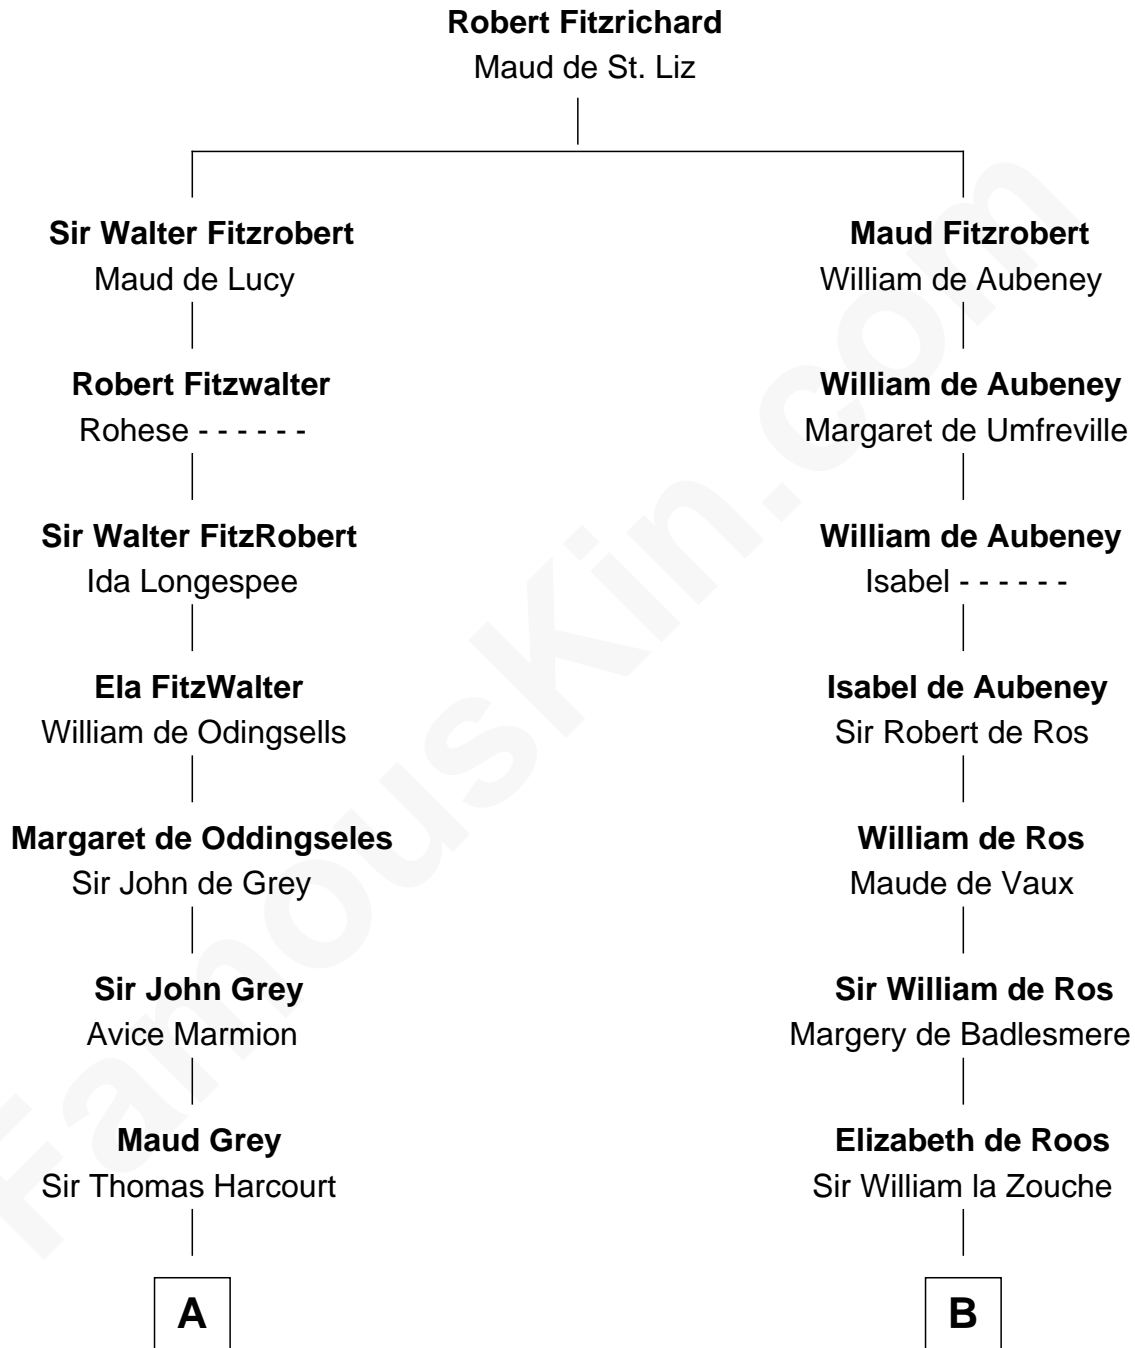 Robert Fitzrichard
Maud de St. Liz
Sir Walter Fitzrobert
Maud de Lucy
Maud Fitzrobert
William de Aubeney
Robert Fitzwalter
Rohese - - - - - -
William de Aubeney
Margaret de Umfreville
Sir Walter FitzRobert
Ida Longespee
William de Aubeney
Isabel - - - - - -
Ela FitzWalter
William de Odingsells
Isabel de Aubeney
Sir Robert de Ros
Margaret de Oddingseles
Sir John de Grey
William de Ros
Maude de Vaux
Sir John Grey
Avice Marmion
Sir William de Ros
Margery de Badlesmere
Maud Grey
Sir Thomas Harcourt
Elizabeth de Roos
Sir William la Zouche
A
B
FamousKin.com